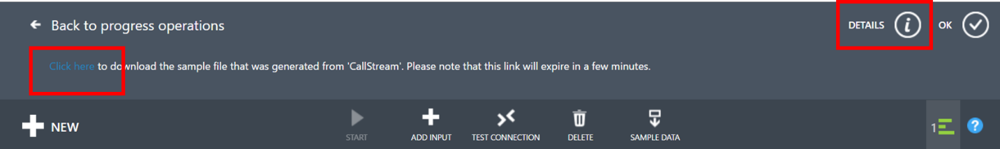 Back to progress operations
DETAILS i OK
Click here to download the sample file that was generated from 'CallStream'. Please note that this link will expire in a few minutes.
NEW
START
ADD INPUT
TEST CONNECTION
DELETE
SAMPLE DATA
1
?